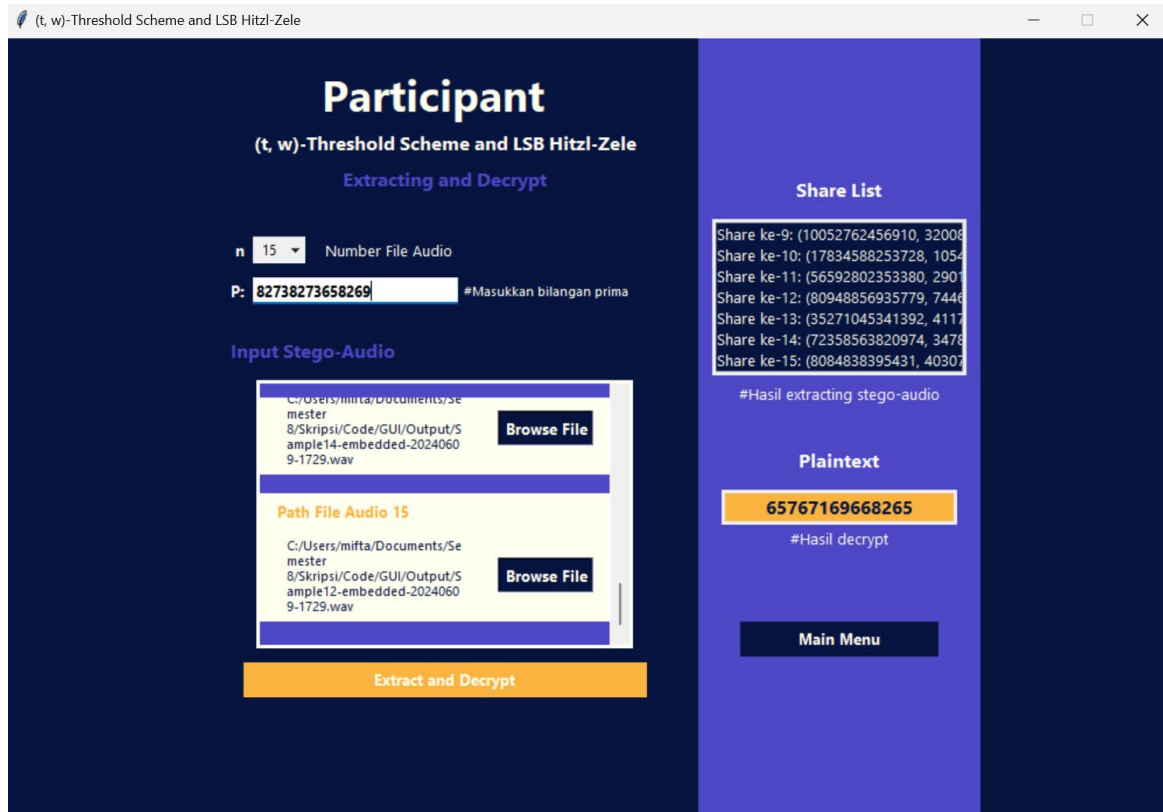 (t, w)-Threshold Scheme and LSB Hitzl-Zele
Participant
(t, w)-Threshold Scheme and LSB Hitzl-Zele
Extracting and Decrypt
n 15 Number File Audio
P: 82738273658269 #Masukkan bilangan prima
Input Stego-Audio
C:/Users/mifta/Documents/Se
mester
8/Skripsi/Code/GUI/Output/S
ample14-embedded-2024060
9-1729.wav
Browse File
Path File Audio 15
C:/Users/mifta/Documents/Se
mester
8/Skripsi/Code/GUI/Output/S
ample12-embedded-2024060
9-1729.wav
Browse File
Extract and Decrypt
Share List
Share ke-9: (10052762456910, 32008
Share ke-10: (17834588253728, 1054
Share ke-11: (56592802353380, 2901
Share ke-12: (80948856935779, 7446
Share ke-13: (35271045341392, 4117
Share ke-14: (72358563820974, 3478
Share ke-15: (8084838395431, 40307
#Hasil extracting stego-audio
Plaintext
65767169668265
#Hasil decrypt
Main Menu